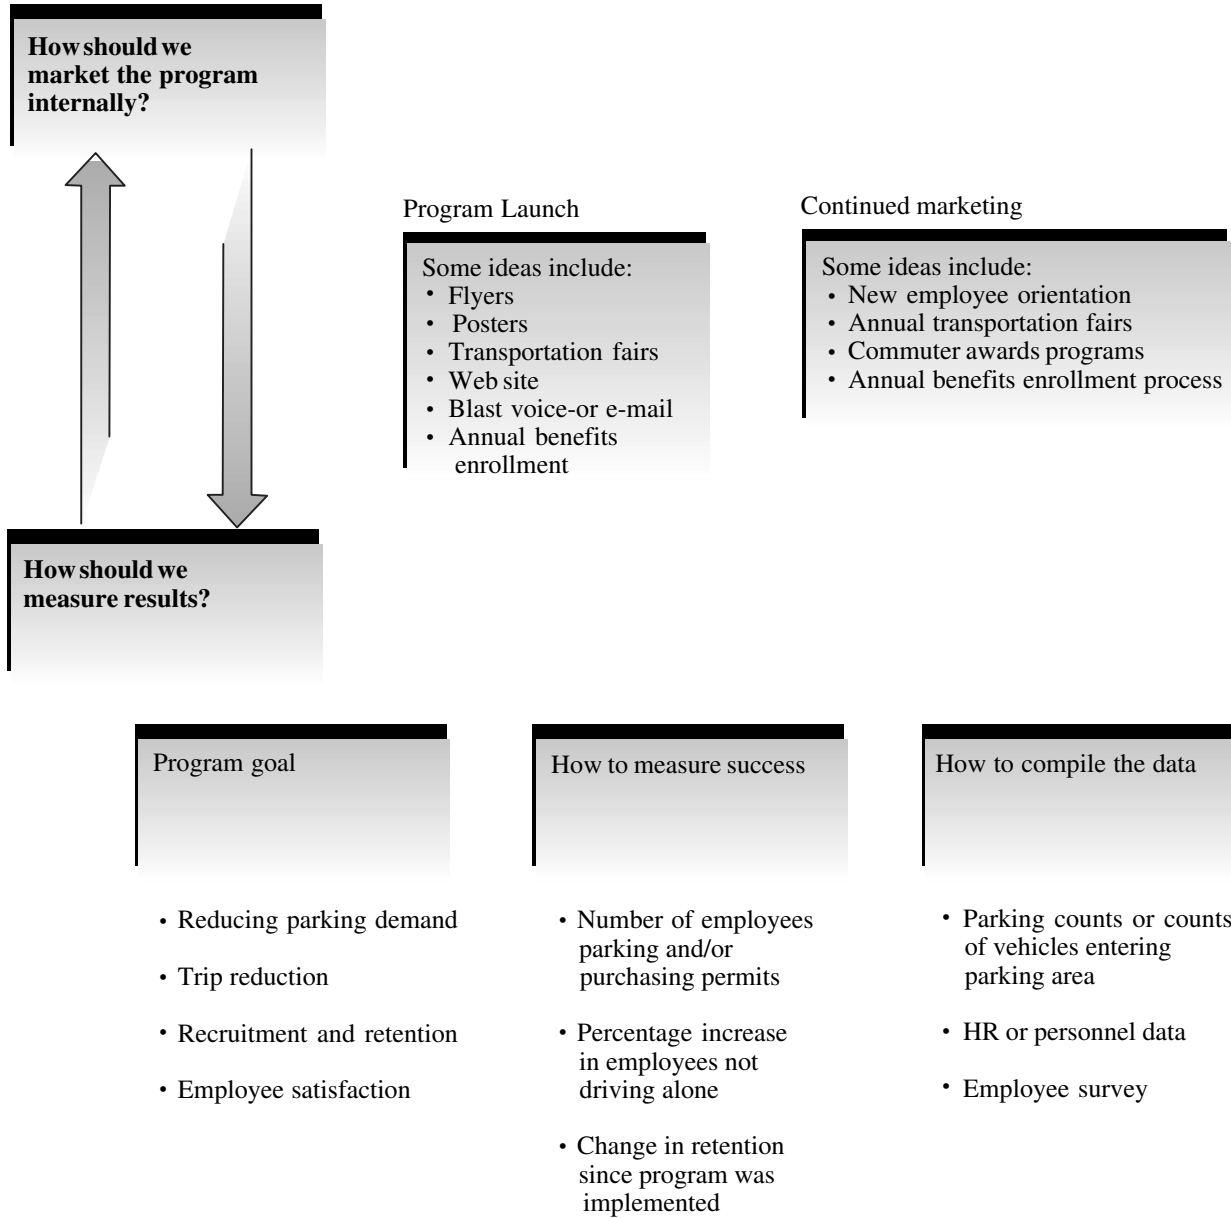 How should we
market the program
internally?
Program Launch
Some ideas include:
• Flyers
• Posters
• Transportation fairs
• Web site
• Blast voice-or e-mail
• Annual benefits
enrollment
Continued marketing
Some ideas include:
• New employee orientation
• Annual transportation fairs
• Commuter awards programs
• Annual benefits enrollment process
How should we
measure results?
Program goal
• Reducing parking demand
• Trip reduction
• Recruitment and retention
• Employee satisfaction
How to measure success
• Number of employees
parking and/or
purchasing permits
• Percentage increase
in employees not
driving alone
• Change in retention
since program was
implemented
How to compile the data
• Parking counts or counts
of vehicles entering
parking area
• HR or personnel data
• Employee survey